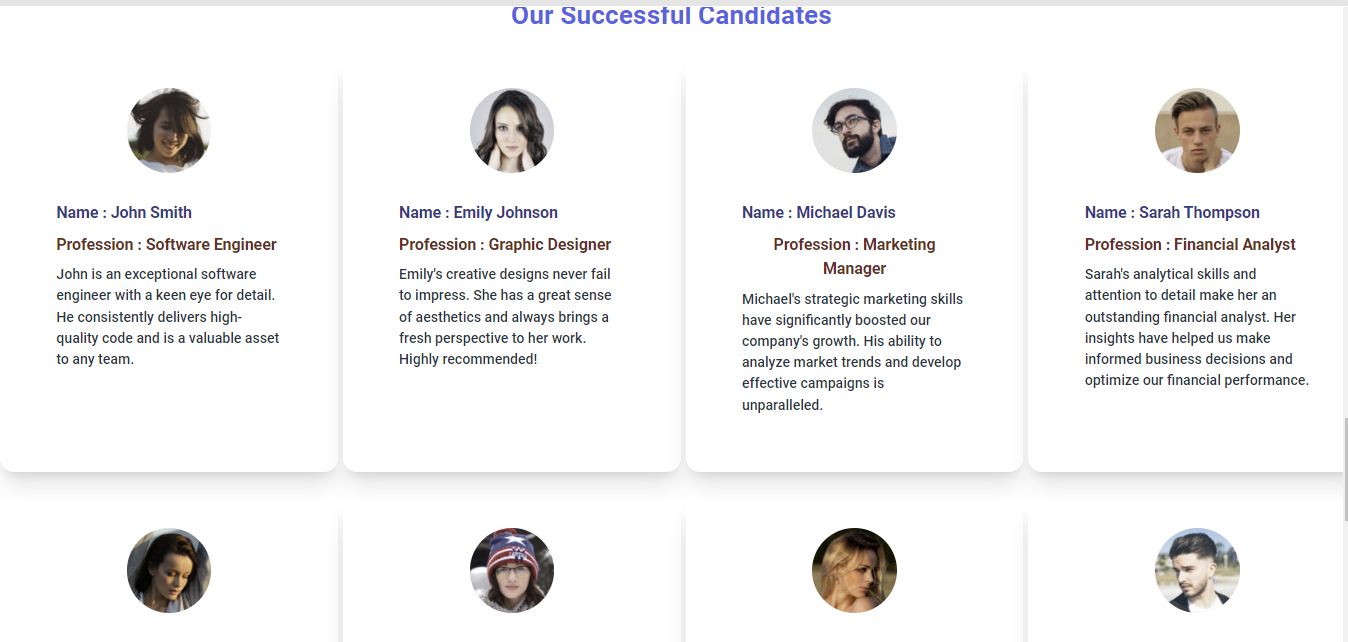 Our Successful Candidates
Name : John Smith
Profession : Software Engineer
John is an exceptional software
engineer with a keen eye for detail.
He consistently delivers high-
quality code and is a valuable asset
to any team.
Name : Emily Johnson
Profession : Graphic Designer
Emily's creative designs never fail
to impress. She has a great sense
of aesthetics and always brings a
fresh perspective to her work.
Highly recommended!
Name : Michael Davis
Profession : Marketing
Manager
Michael's strategic marketing skills
have significantly boosted our
company's growth. His ability to
analyze market trends and develop
effective campaigns is
unparalleled.
Name : Sarah Thompson
Profession : Financial Analyst
Sarah's analytical skills and
attention to detail make her an
outstanding financial analyst. Her
insights have helped us make
informed business decisions and
optimize our financial performance.